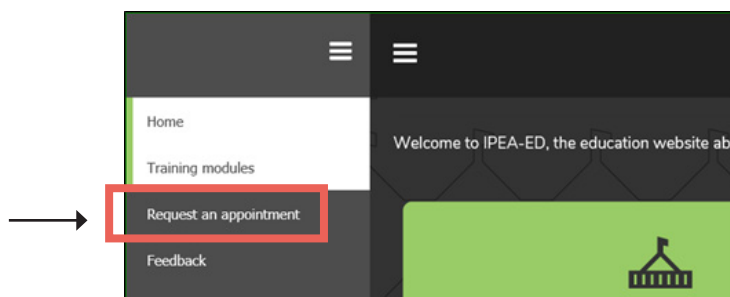 Home
Training modules
Request an appointment
Feedback
Welcome to IPEA-ED, the education website ab